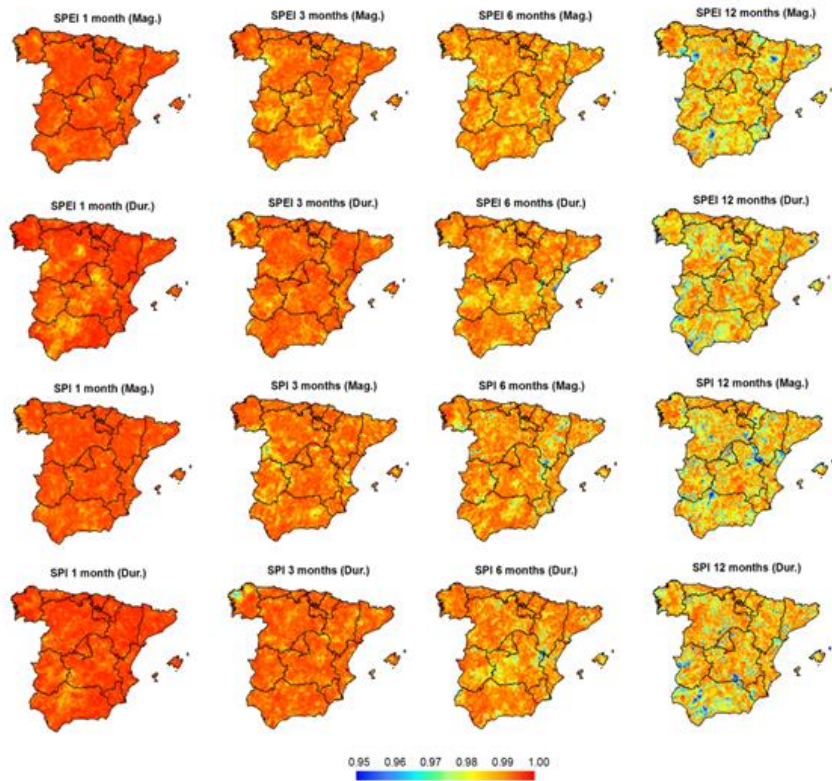 SPEI 1 month (Mag.)
SPEI 3 months (Mag.)
SPEI 6 months (Mag.)
SPEI 12 months (Mag.)
SPEI 1 month (Dur.)
SPEI 3 months (Dur.)
SPEI 6 months (Dur.)
SPEI 12 months (Dur.)
SPI 1 month (Mag.)
SPI 3 months (Mag.)
SPI 6 months (Mag.)
SPI 12 months (Mag.)
SPI 1 month (Dur.)
SPI 3 months (Dur.)
SPI 6 months (Dur.)
SPI 12 months (Dur.)
0.95 0.96 0.97 0.98 0.99 1.00